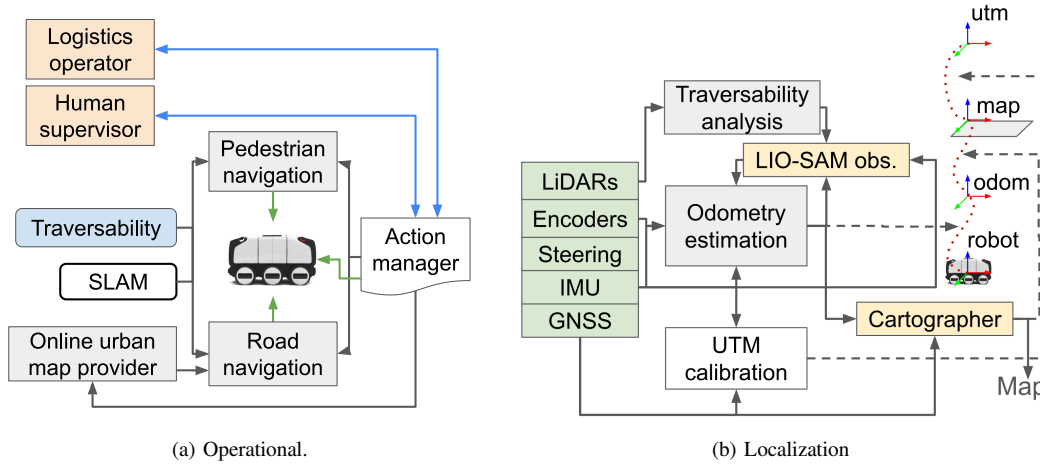 Logistics
operator
Human
supervisor
Pedestrian
navigation
Traversability
SLAM
Action
manager
Online urban
map provider
Road
navigation
(a) Operational.
utm
Traversability
analysis
map
LIO-SAM obs.
LiDARs
Encoders
Steering
IMU
GNSS
Odometry
estimation
odom
robot
Cartographer
UTM
calibration
Map
(b) Localization